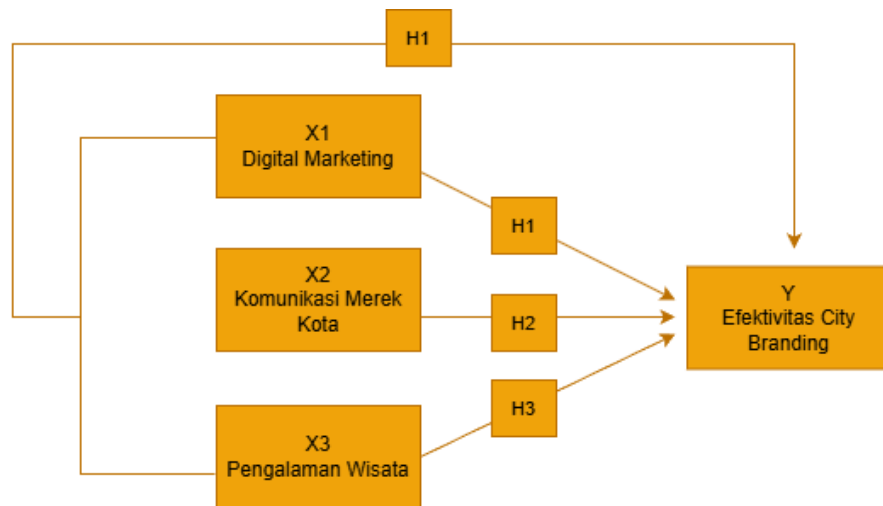 H1
X1
Digital Marketing
H1
X2
Komunikasi Merek
Kota
H2
Y
Efektivitas City
Branding
H3
X3
Pengalaman Wisata